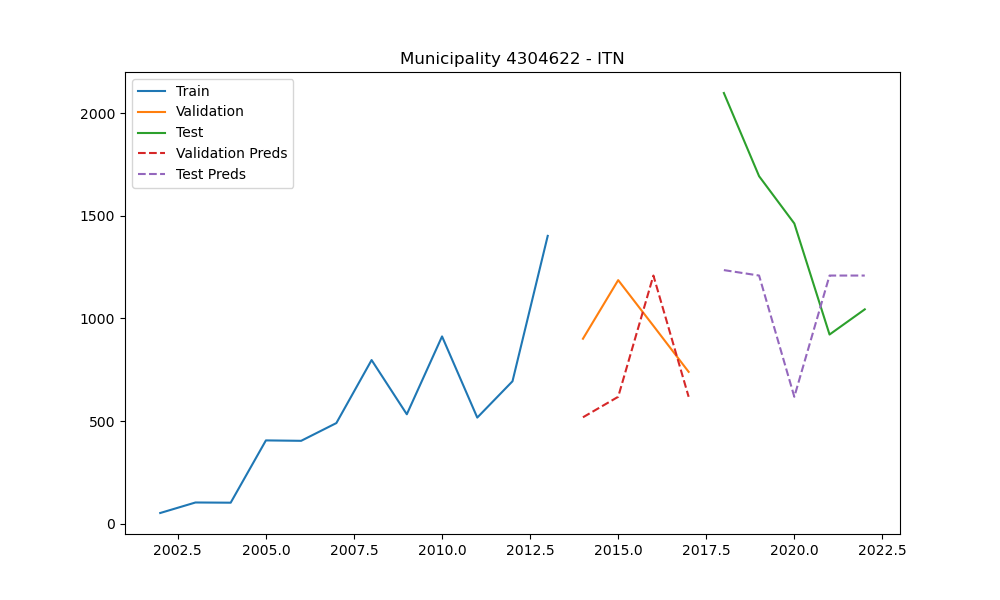 Municipality 4304622 - ITN
Train
Validation
Test
Validation Preds
Test Preds
2000
1500
1000
500
0
2002.5 2005.0 2007.5 2010.0 2012.5 2015.0 2017.5 2020.0 2022.5